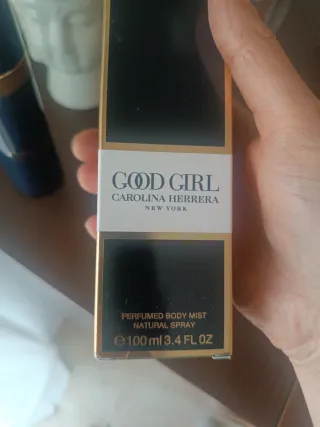 GOOD GIRL
CAROLINA HERRERA
NEW YORK
PERFUMED BODY MIST
NATURAL SPRAY
℮100 ml 3.4 FL OZ